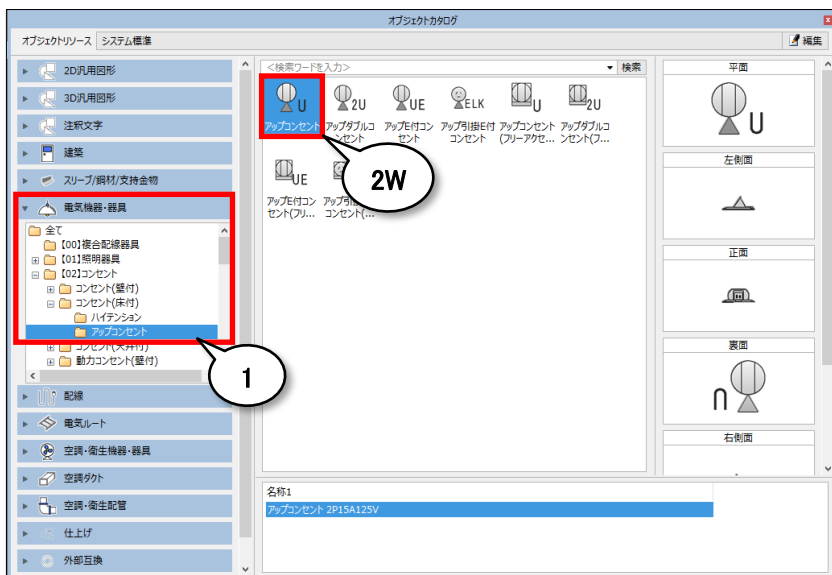 オブジェクトカタログ
オブジェクトリソース システム標準
編集
2D汎用図形
3D汎用図形
注釈文字
建築
スリーブ/鋼材/支持金物
電気機器・器具
全て
【00】複合配線器具
【01】照明器具
【02】コンセント
コンセント(壁付)
コンセント(床付)
ハイテンション
アップコンセント
コンセント(天井付)
動力コンセント(壁付)
1
配線
電気ルート
空調・衛生機器・器具
空調ダクト
空調・衛生配管
仕上げ
外部互換
<検索ワードを入力>
検索
U
2U
UE
ELK
U
2U
アップコンセント
アップダブルコンセント
アップE付コンセント
アップ引掛E付コンセント
アップコンセント(フリーアクセ...
アップダブルコンセント(フ...
2W
UE
アップE付コンセント(フリ...
アップ引
コンセント(...
名称1
アップコンセント 2P15A125V
平面
U
左側面
正面
裏面
右側面